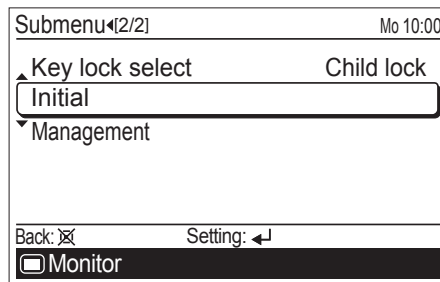 Submenu◂[2/2] Mo 10:00
Key lock select Child lock
Initial
Management
Back: Setting:
Monitor